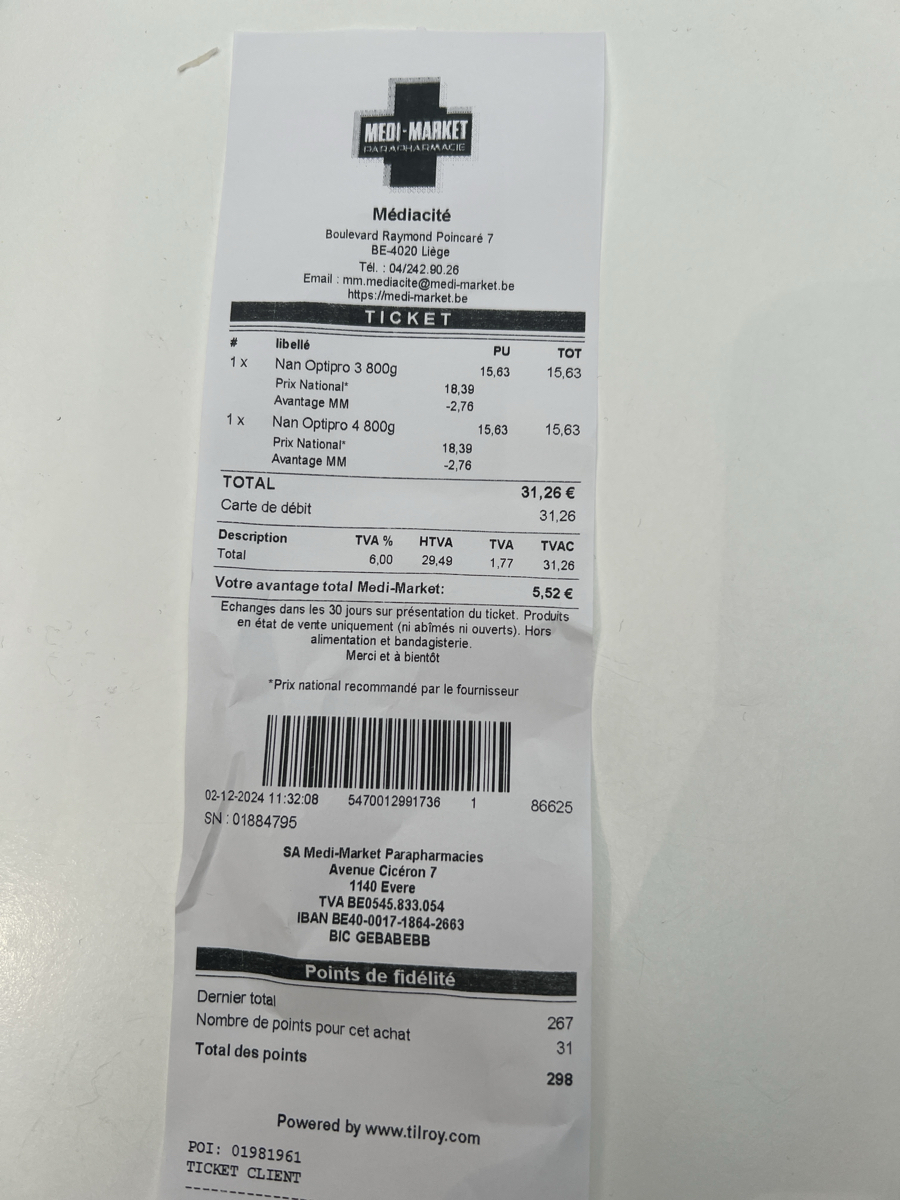 MEDI-MARKET
PARAPHARMACIE
Médiacité
Boulevard Raymond Poincaré 7
BE-4020 Liège
Tél. : 04/242.90.26
Email : mm.mediacite@medi-market.be
https://medi-market.be
TICKET
# libellé PU TOT
1 x Nan Optipro 3 800g 15,63 15,63
Prix National* 18,39
Avantage MM -2,76
1 x Nan Optipro 4 800g 15,63 15,63
Prix National* 18,39
Avantage MM -2,76
TOTAL 31,26 €
Carte de débit 31,26
Description TVA % HTVA TVA TVAC
Total 6,00 29,49 1,77 31,26
Votre avantage total Medi-Market: 5,52 €
Echanges dans les 30 jours sur présentation du ticket. Produits
en état de vente uniquement (ni abîmés ni ouverts). Hors
alimentation et bandagisterie.
Merci et à bientôt
*Prix national recommandé par le fournisseur
02-12-2024 11:32:08 5470012991736 1 86625
SN : 01884795
SA Medi-Market Parapharmacies
Avenue Cicéron 7
1140 Evere
TVA BE0545.833.054
IBAN BE40-0017-1864-2663
BIC GEBABEBB
Points de fidélité
Dernier total 267
Nombre de points pour cet achat 31
Total des points 298
Powered by www.tilroy.com
POI: 01981961
TICKET CLIENT